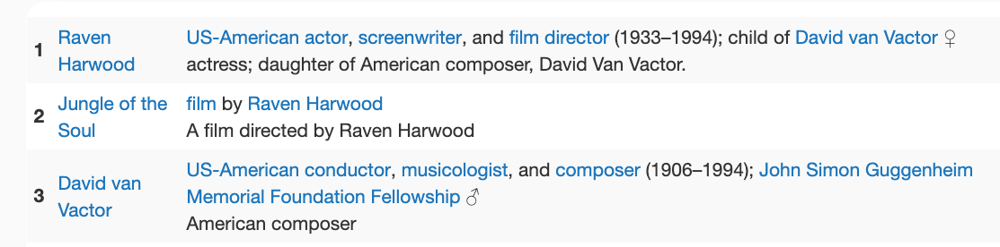 1 Raven Harwood US-American actor, screenwriter, and film director (1933–1994); child of David van Vactor ♀
actress; daughter of American composer, David Van Vactor.
2 Jungle of the Soul film by Raven Harwood
A film directed by Raven Harwood
3 David van Vactor US-American conductor, musicologist, and composer (1906–1994); John Simon Guggenheim
Memorial Foundation Fellowship ♂
American composer